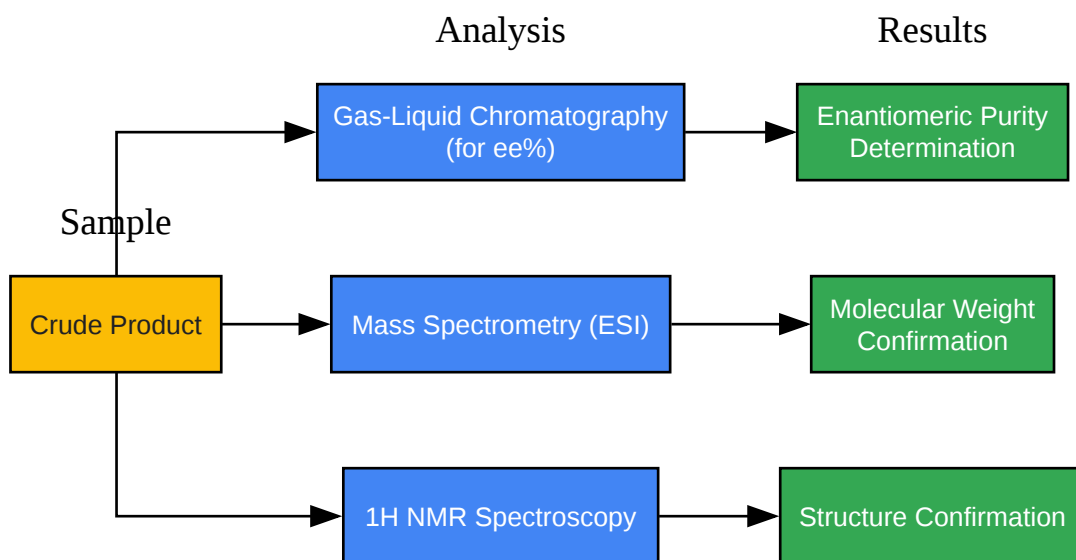 Analysis
Results
Gas-Liquid Chromatography
(for ee%)
Enantiomeric Purity
Determination
Sample
Crude Product
Mass Spectrometry (ESI)
Molecular Weight
Confirmation
1H NMR Spectroscopy
Structure Confirmation